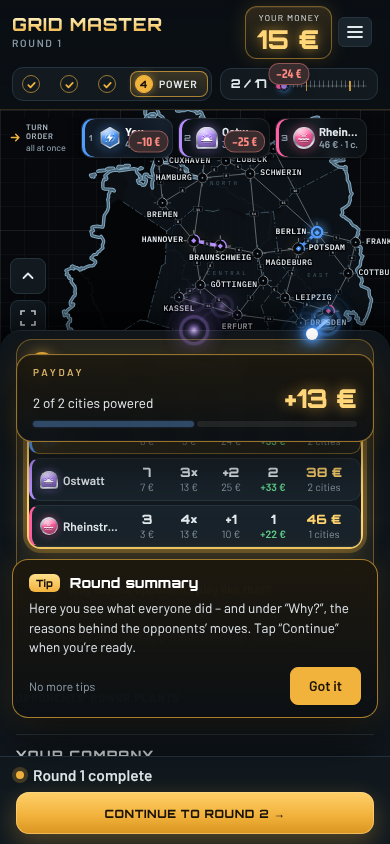 GRID MASTER
ROUND 1
YOUR MONEY
15 €
4 POWER
2 / 17
−24 €
TURN ORDER
all at once
1
−10 €
2
−25 €
3
Rhein...
46 € · 1 c.
CUXHAVEN
LÜBECK
HAMBURG
SCHWERIN
NORTH
BREMEN
BERLIN
HANNOVER
POTSDAM
FRANK
BRAUNSCHWEIG
MAGDEBURG
CENTRAL
EAST
COTTBU
GÖTTINGEN
LEIPZIG
KASSEL
ERFURT
DRESDEN
PAYDAY
2 of 2 cities powered
+13 €
Ostwatt
7
3x
+2
2
38 €
7 €
13 €
25 €
+33 €
2 cities
Rheinstr...
3
4x
+1
1
46 €
3 €
13 €
10 €
+22 €
1 cities
Tip Round summary
Here you see what everyone did – and under “Why?”, the
reasons behind the opponents’ moves. Tap “Continue”
when you’re ready.
No more tips
Got it
YOUR COMPANY
Round 1 complete
CONTINUE TO ROUND 2 →